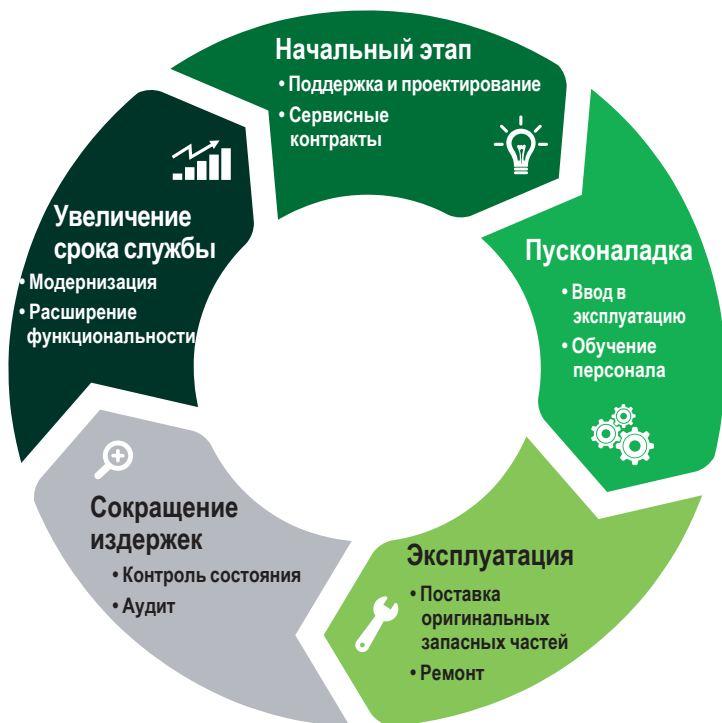 Начальный этап
• Поддержка и проектирование
• Сервисные
контракты
Пусконаладка
• Ввод в
эксплуатацию
• Обучение
персонала
Эксплуатация
• Поставка
оригинальных
запасных частей
• Ремонт
Сокращение
издержек
• Контроль состояния
• Аудит
Увеличение
срока службы
• Модернизация
• Расширение
функциональности